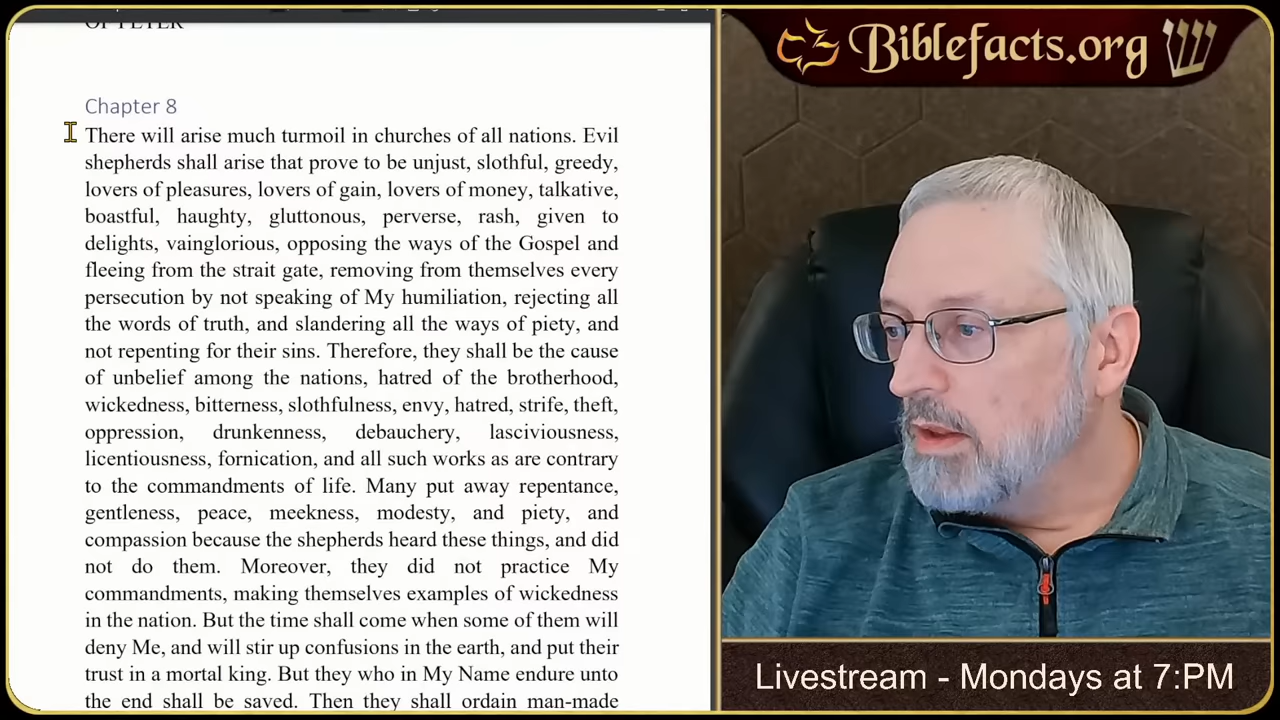 OF PETER
Chapter 8
There will arise much turmoil in churches of all nations. Evil
shepherds shall arise that prove to be unjust, slothful, greedy,
lovers of pleasures, lovers of gain, lovers of money, talkative,
boastful, haughty, gluttonous, perverse, rash, given to
delights, vainglorious, opposing the ways of the Gospel and
fleeing from the strait gate, removing from themselves every
persecution by not speaking of My humiliation, rejecting all
the words of truth, and slandering all the ways of piety, and
not repenting for their sins. Therefore, they shall be the cause
of unbelief among the nations, hatred of the brotherhood,
wickedness, bitterness, slothfulness, envy, hatred, strife, theft,
oppression, drunkenness, debauchery, lasciviousness,
licentiousness, fornication, and all such works as are contrary
to the commandments of life. Many put away repentance,
gentleness, peace, meekness, modesty, and piety, and
compassion because the shepherds heard these things, and did
not do them. Moreover, they did not practice My
commandments, making themselves examples of wickedness
in the nation. But the time shall come when some of them will
deny Me, and will stir up confusions in the earth, and put their
trust in a mortal king. But they who in My Name endure unto
the end shall be saved. Then they shall ordain man-made
Biblefacts.org ש
Livestream - Mondays at 7:PM